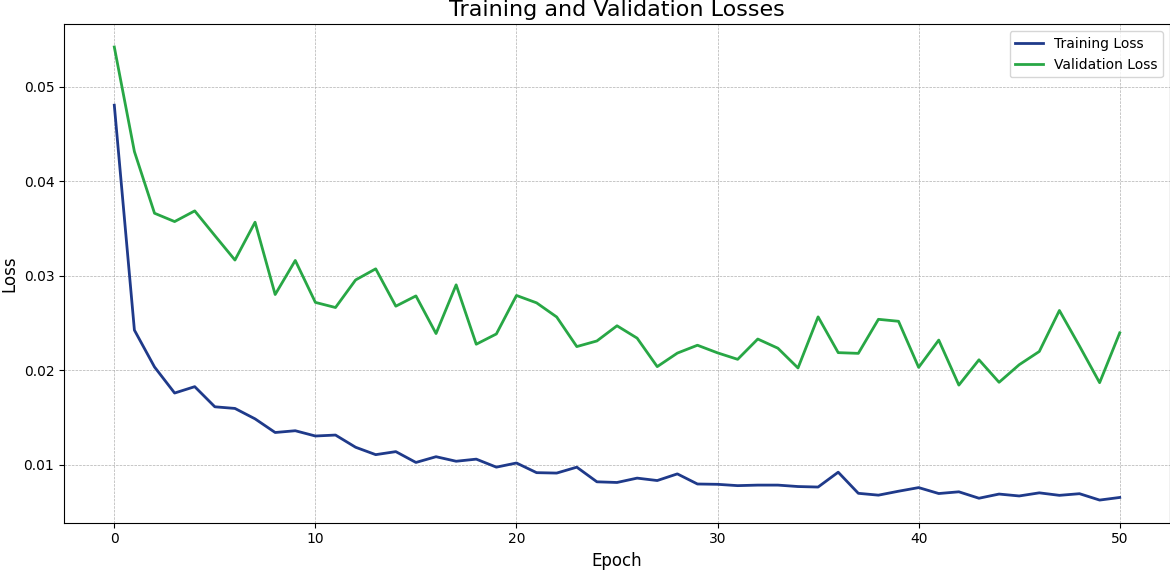 Training and Validation Losses
Training Loss
Validation Loss
0.05
0.04
0.03
0.02
0.01
Loss
0 10 20 30 40 50
Epoch